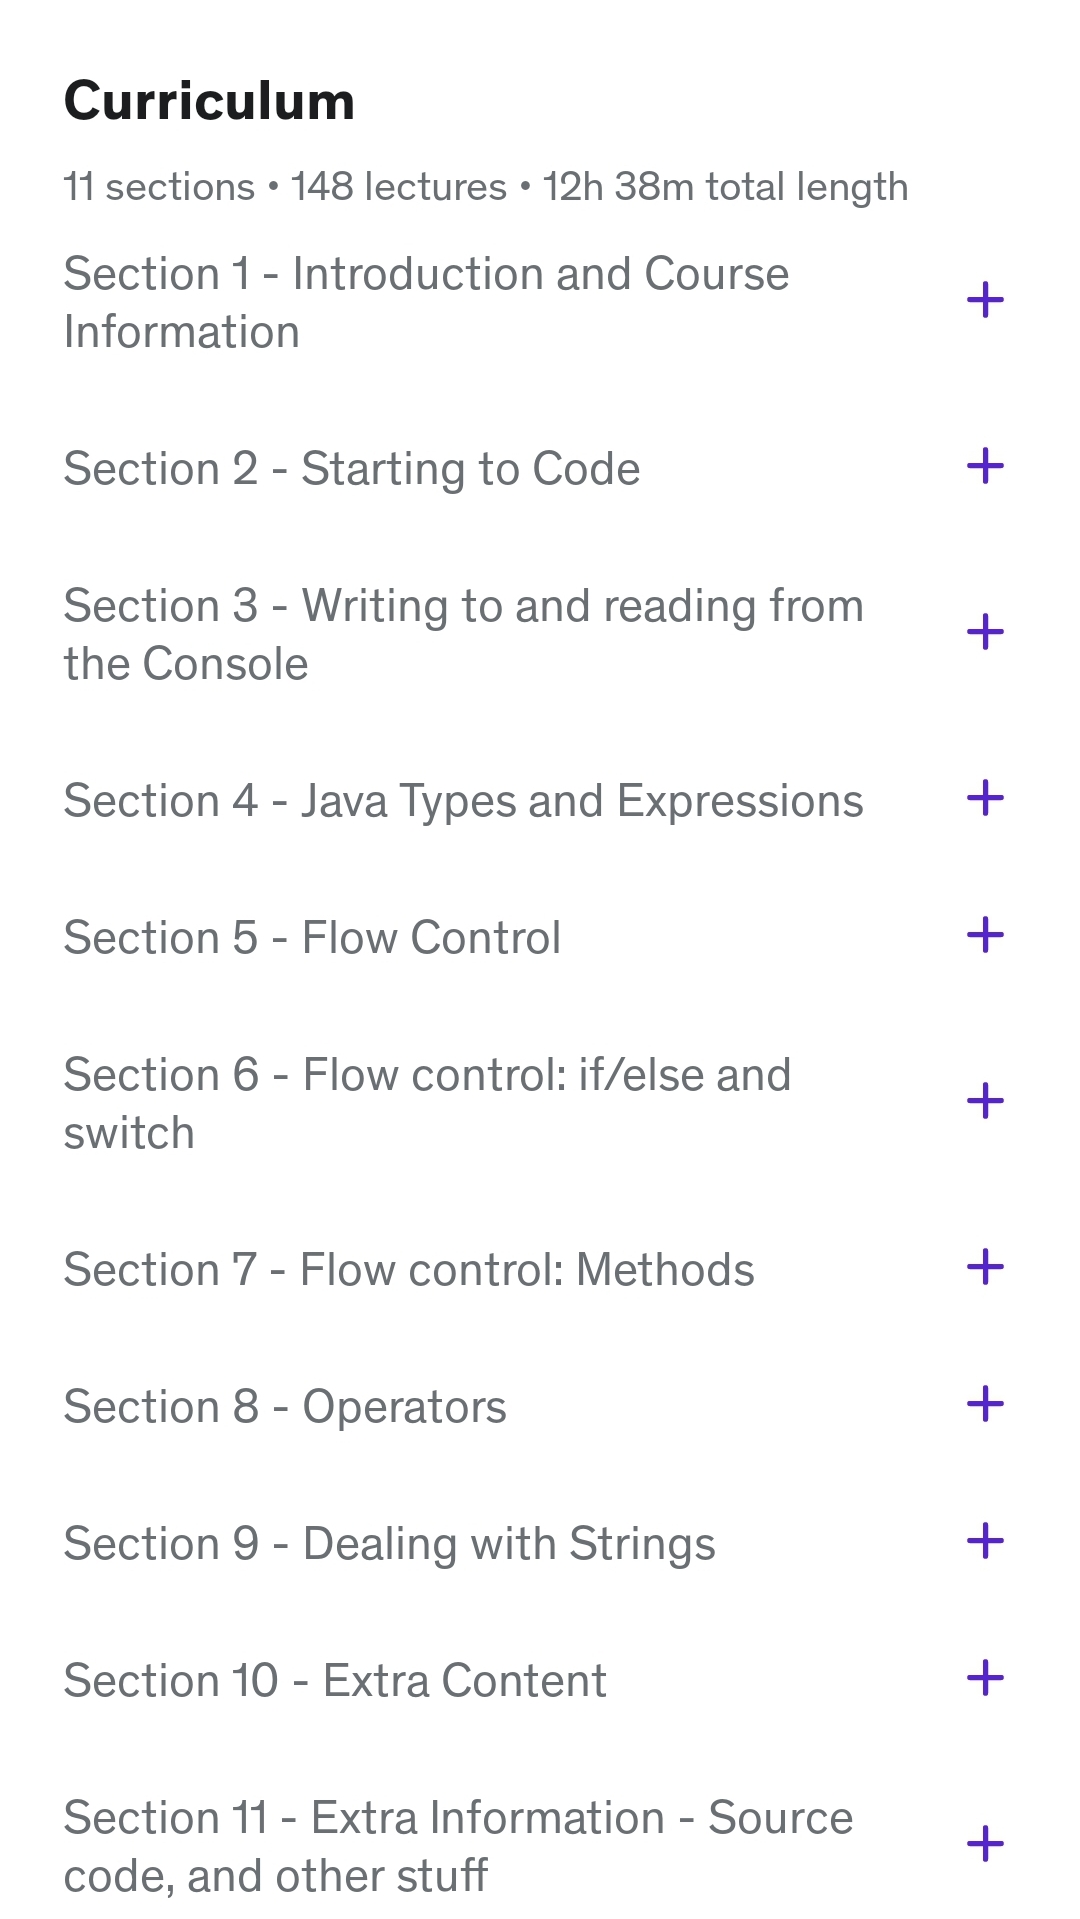 Curriculum
11 sections • 148 lectures • 12h 38m total length
Section 1 - Introduction and Course
Information
Section 2 - Starting to Code
Section 3 - Writing to and reading from
the Console
Section 4 - Java Types and Expressions
Section 5 - Flow Control
Section 6 - Flow control: if/else and
switch
Section 7 - Flow control: Methods
Section 8 - Operators
Section 9 - Dealing with Strings
Section 10 - Extra Content
Section 11 - Extra Information - Source
code, and other stuff